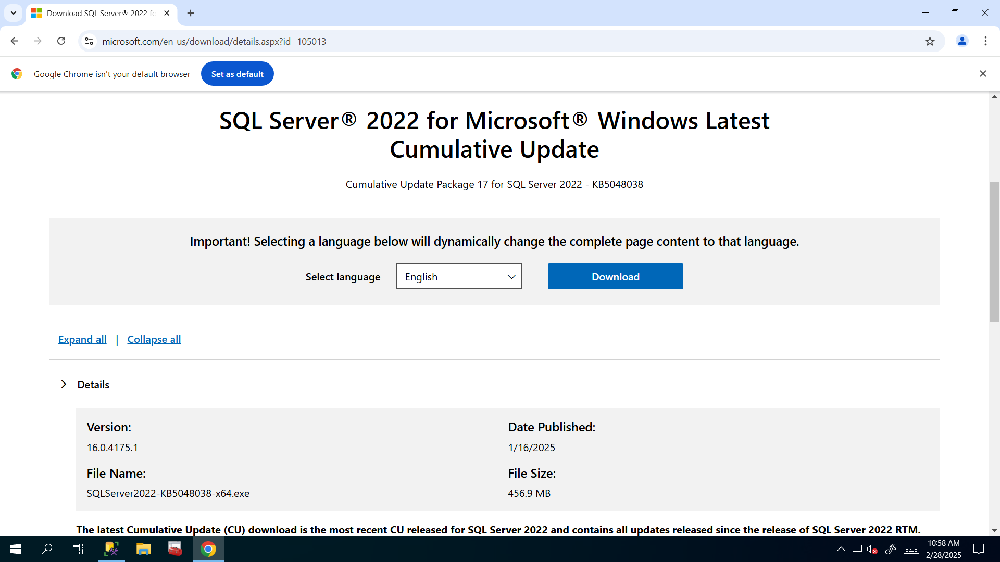 Download SQL Server® 2022 fo
microsoft.com/en-us/download/details.aspx?id=105013
Google Chrome isn't your default browser
Set as default
SQL Server® 2022 for Microsoft® Windows Latest
Cumulative Update
Cumulative Update Package 17 for SQL Server 2022 - KB5048038
Important! Selecting a language below will dynamically change the complete page content to that language.
Select language
English
Download
Expand all | Collapse all
Details
Version:
16.0.4175.1
Date Published:
1/16/2025
File Name:
SQLServer2022-KB5048038-x64.exe
File Size:
456.9 MB
The latest Cumulative Update (CU) download is the most recent CU released for SQL Server 2022 and contains all updates released since the release of SQL Server 2022 RTM.
10:58 AM
2/28/2025